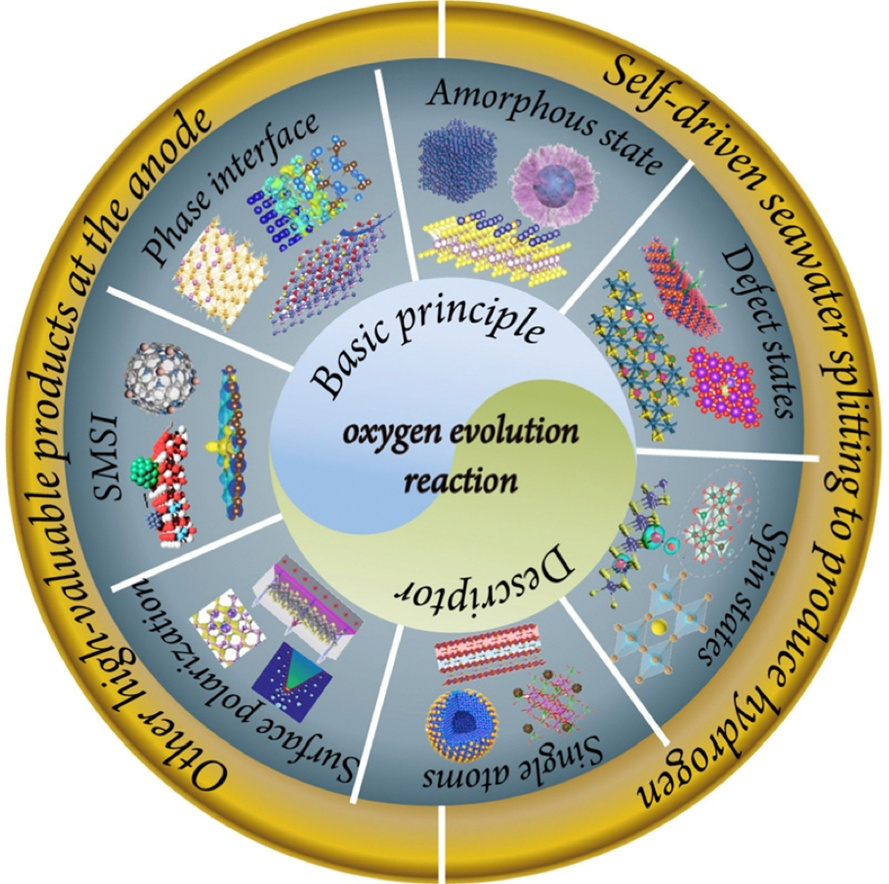 Self-driven seawater splitting to produce hydrogen
Other high-valuable products at the anode
Amorphous state
Defect states
Spin states
Single atoms
Surface polarization
SMSI
Phase interface
Basic principle
oxygen evolution
reaction
Descriptor